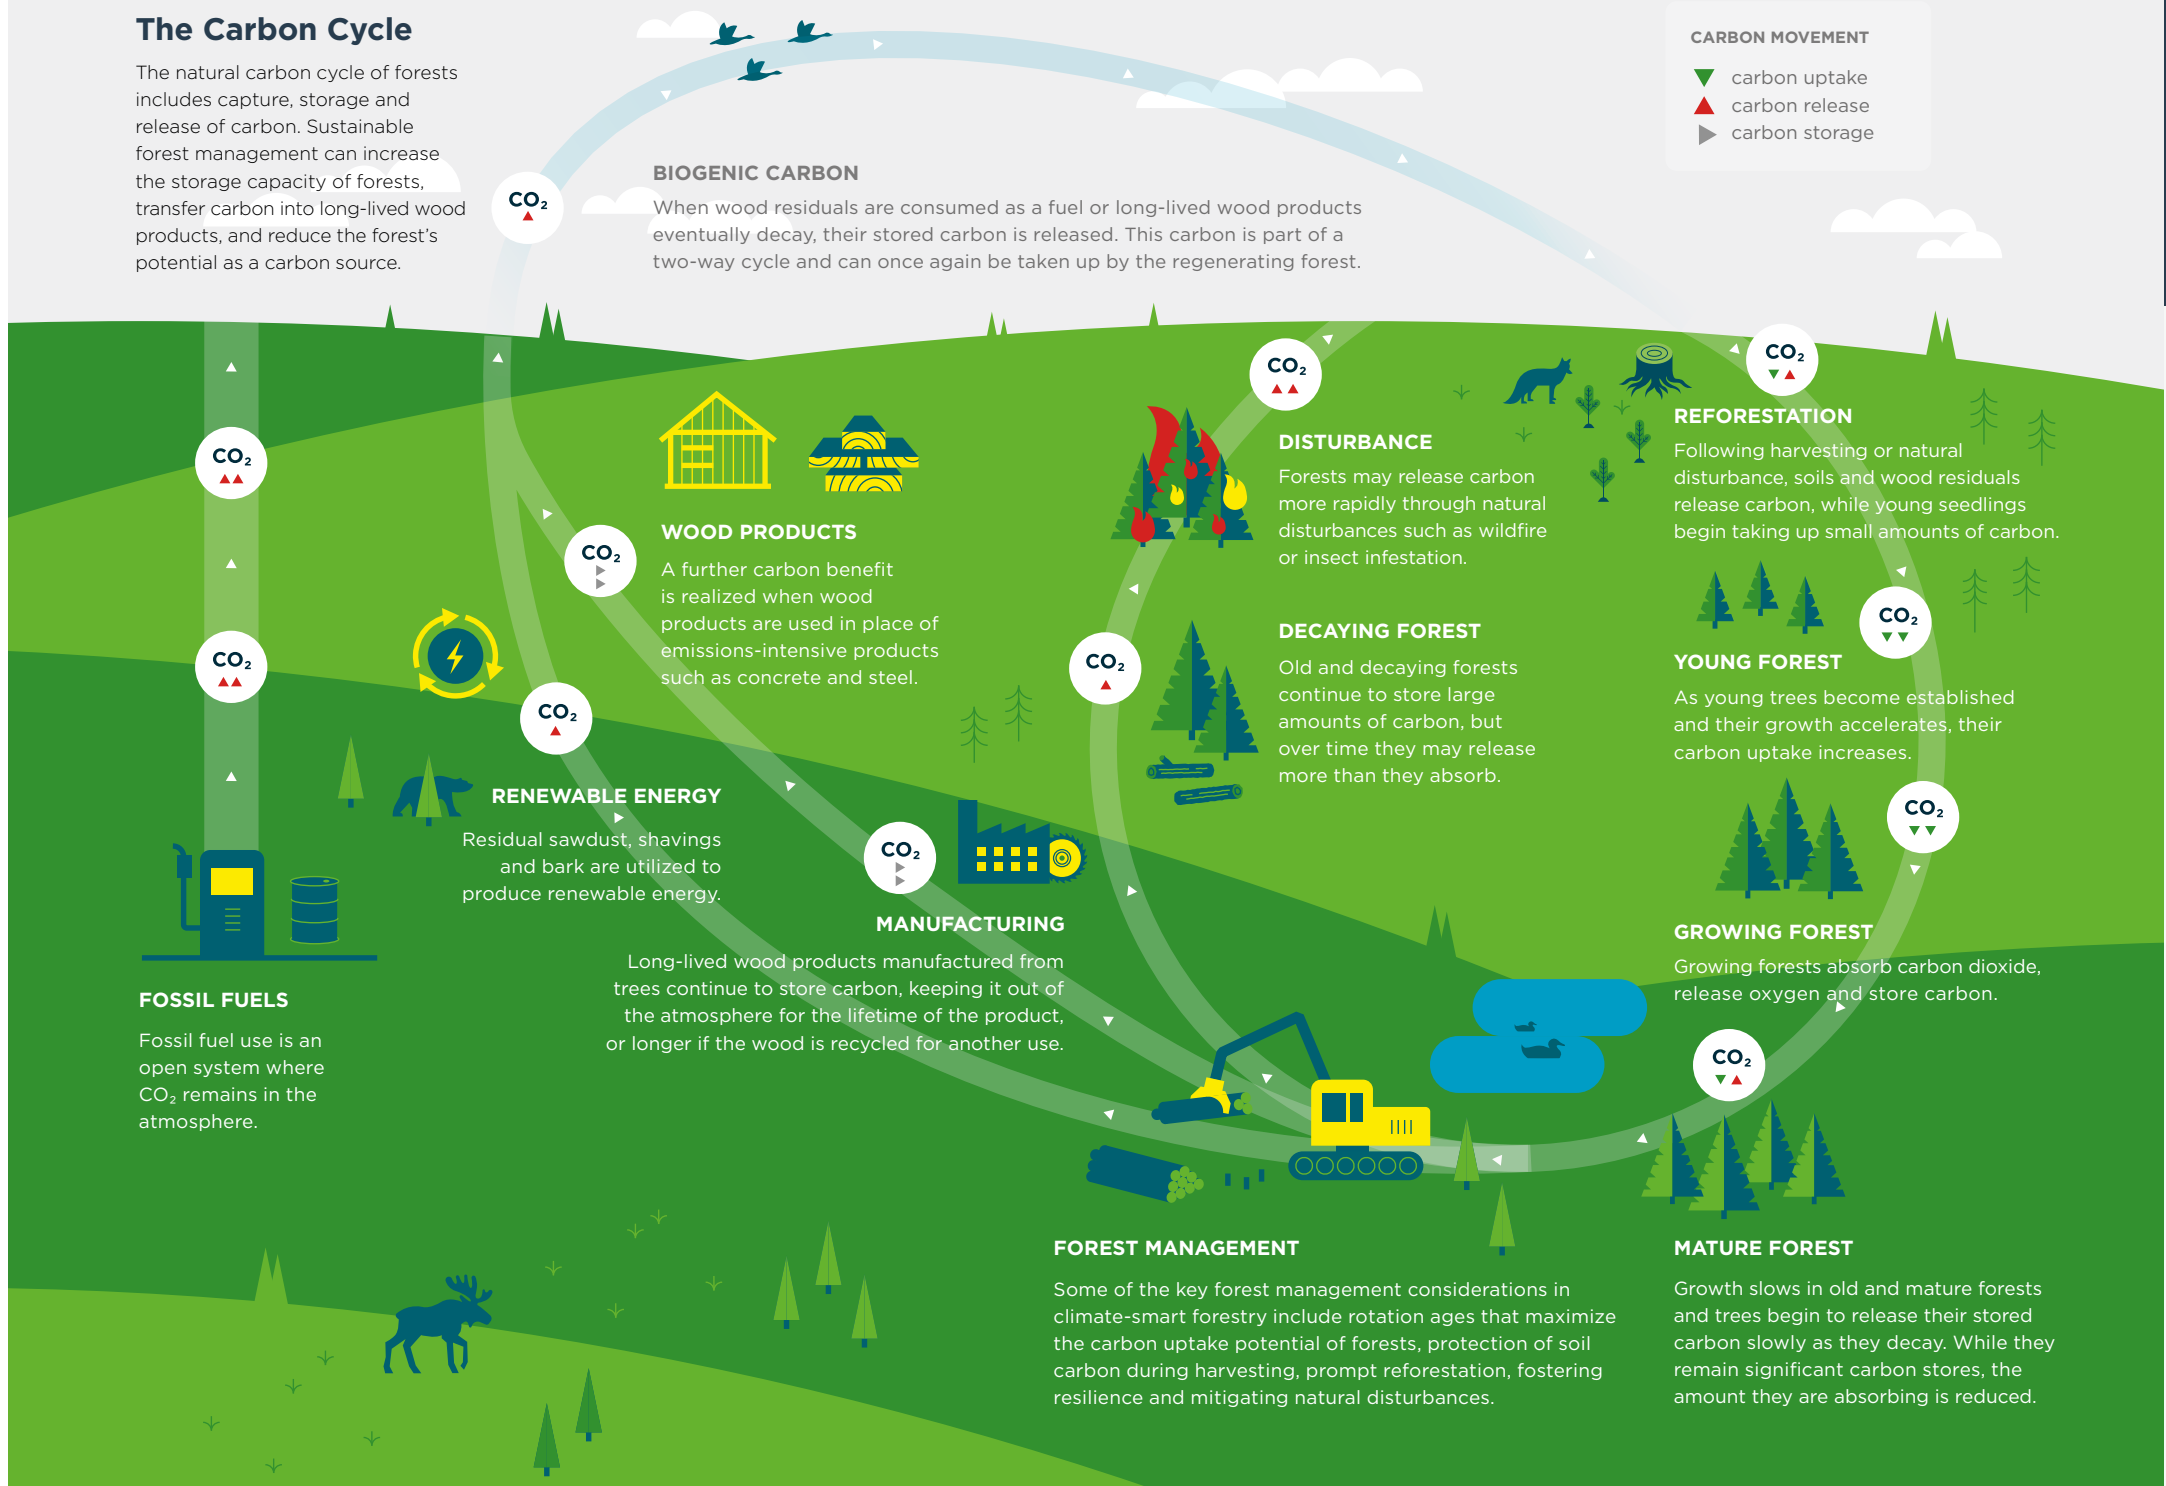 The Carbon Cycle
The natural carbon cycle of forests
includes capture, storage and
release of carbon. Sustainable
forest management can increase
the storage capacity of forests,
transfer carbon into long-lived wood
products, and reduce the forest's
potential as a carbon source.
CARBON MOVEMENT
carbon uptake
carbon release
carbon storage
CO₂
BIOGENIC CARBON
When wood residuals are consumed as a fuel or long-lived wood products
eventually decay, their stored carbon is released. This carbon is part of a
two-way cycle and can once again be taken up by the regenerating forest.
CO₂
CO₂
FOSSIL FUELS
Fossil fuel use is an
open system where
CO₂ remains in the
atmosphere.
CO₂
WOOD PRODUCTS
A further carbon benefit
is realized when wood
products are used in place of
emissions-intensive products
such as concrete and steel.
CO₂
RENEWABLE ENERGY
Residual sawdust, shavings
and bark are utilized to
produce renewable energy.
CO₂
MANUFACTURING
Long-lived wood products manufactured from
trees continue to store carbon, keeping it out of
the atmosphere for the lifetime of the product,
or longer if the wood is recycled for another use.
CO₂
DISTURBANCE
Forests may release carbon
more rapidly through natural
disturbances such as wildfire
or insect infestation.
CO₂
DECAYING FOREST
Old and decaying forests
continue to store large
amounts of carbon, but
over time they may release
more than they absorb.
CO₂
REFORESTATION
Following harvesting or natural
disturbance, soils and wood residuals
release carbon, while young seedlings
begin taking up small amounts of carbon.
CO₂
YOUNG FOREST
As young trees become established
and their growth accelerates, their
carbon uptake increases.
CO₂
GROWING FOREST
Growing forests absorb carbon dioxide,
release oxygen and store carbon.
CO₂
FOREST MANAGEMENT
Some of the key forest management considerations in
climate-smart forestry include rotation ages that maximize
the carbon uptake potential of forests, protection of soil
carbon during harvesting, prompt reforestation, fostering
resilience and mitigating natural disturbances.
MATURE FOREST
Growth slows in old and mature forests
and trees begin to release their stored
carbon slowly as they decay. While they
remain significant carbon stores, the
amount they are absorbing is reduced.